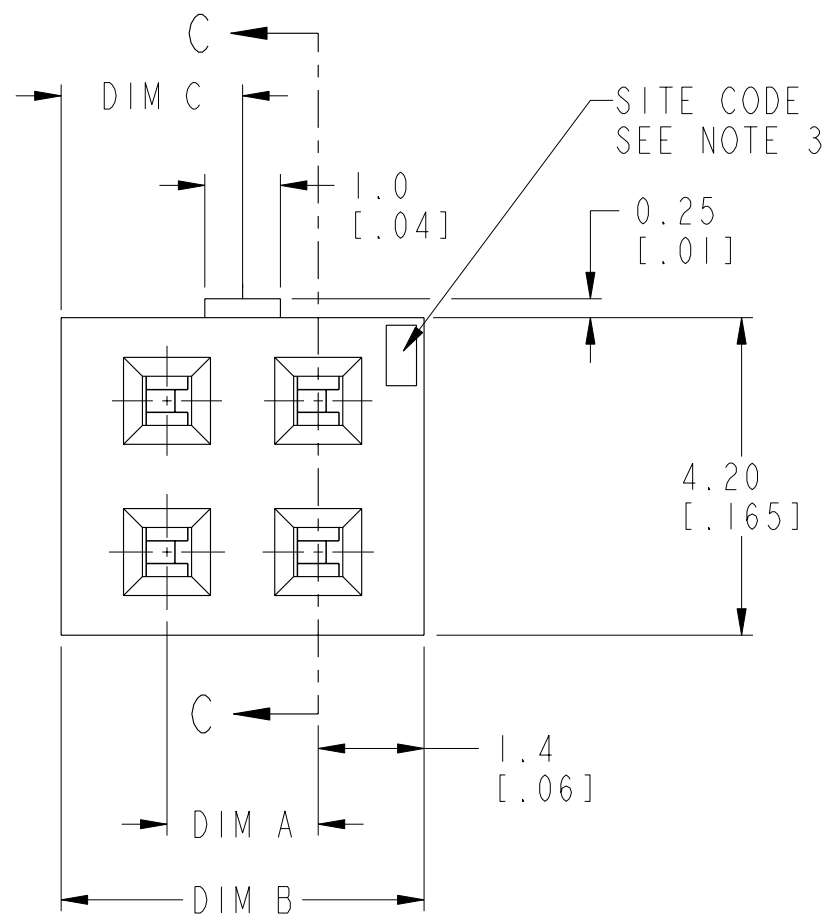 C
DIM C
SITE CODE
SEE NOTE 3
1.0
[.04]
0.25
[.01]
4.20
[.165]
C
1.4
[.06]
DIM A
DIM B